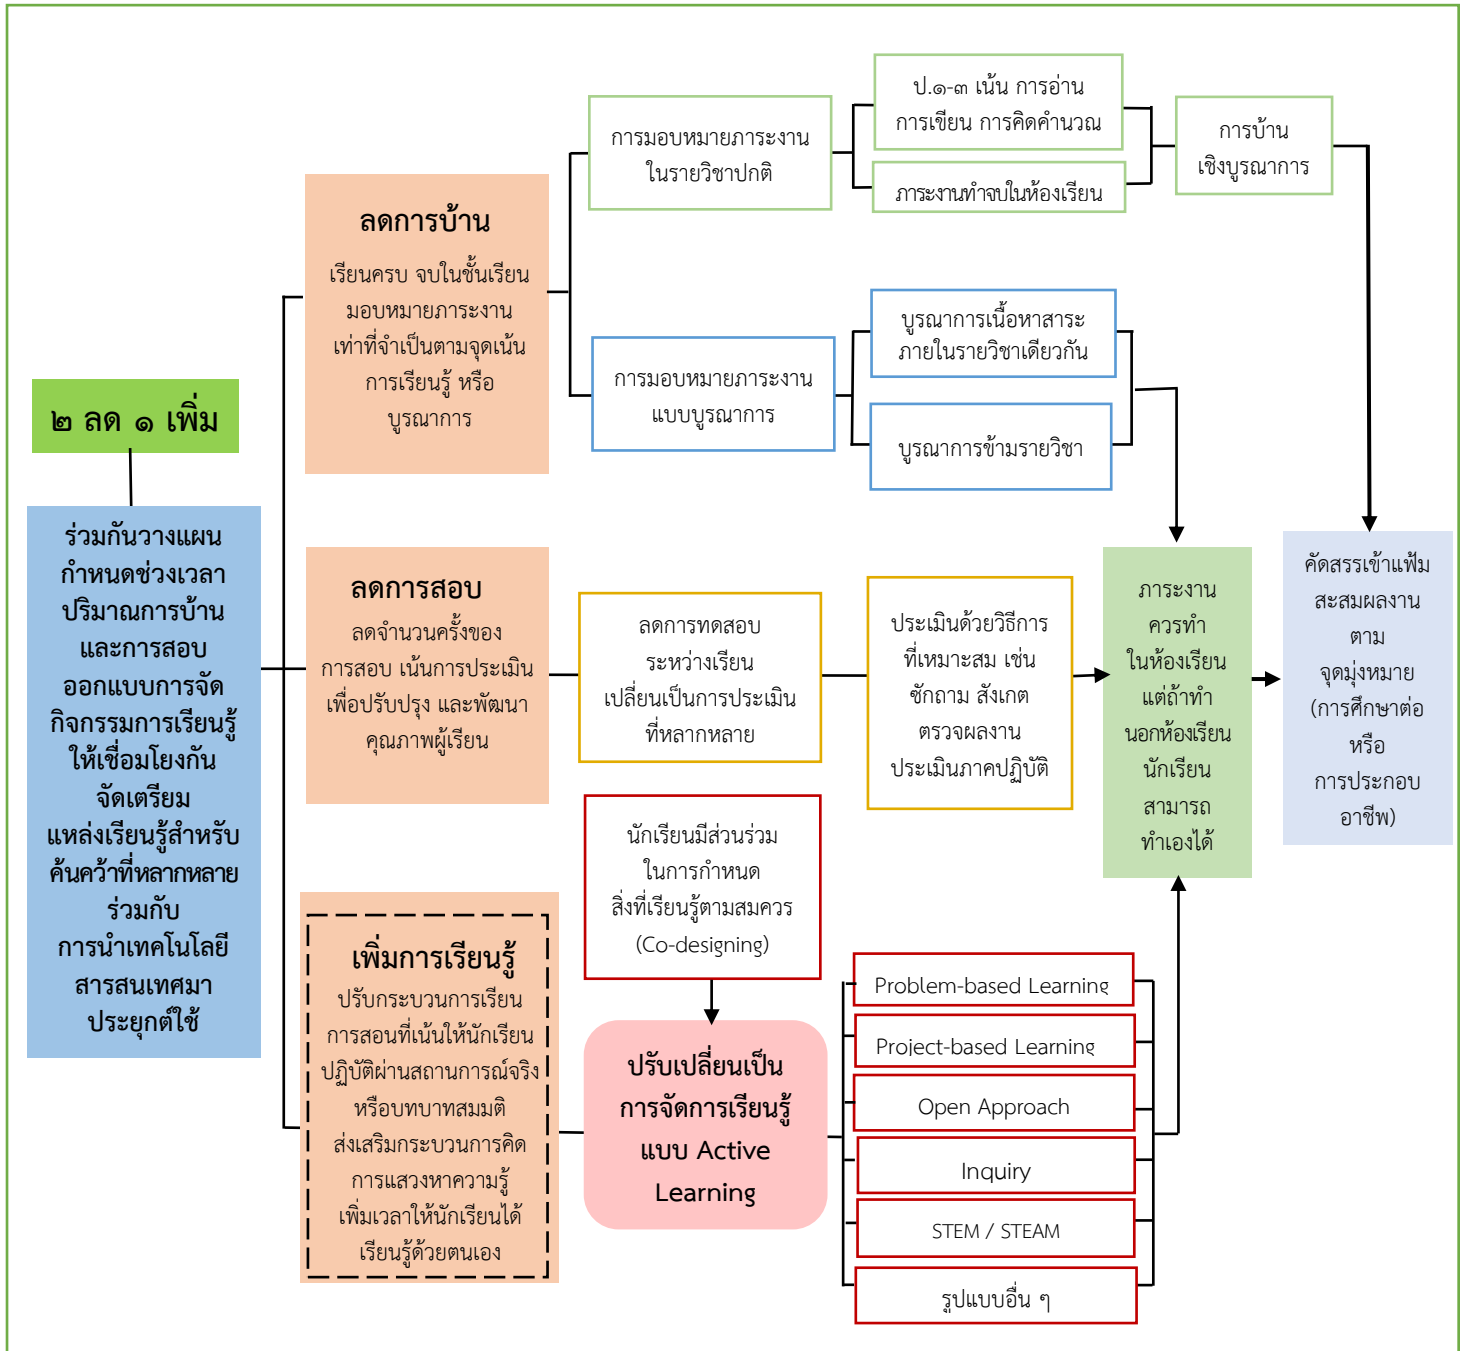 ๒ ลด ๑ เพิ่ม
ร่วมกันวางแผน
กำหนดช่วงเวลา
ปริมาณการบ้าน
และการสอบ
ออกแบบการจัด
กิจกรรมการเรียนรู้
ให้เชื่อมโยงกัน
จัดเตรียม
แหล่งเรียนรู้สำหรับ
ค้นคว้าที่หลากหลาย
ร่วมกับ
การนำเทคโนโลยี
สารสนเทศมา
ประยุกต์ใช้
ลดการบ้าน
เรียนครบ จบในชั้นเรียน
มอบหมายภาระงาน
เท่าที่จำเป็นตามจุดเน้น
การเรียนรู้ หรือ
บูรณาการ
การมอบหมายภาระงาน
ในรายวิชาปกติ
ป.๑-๓ เน้น การอ่าน
การเขียน การคิดคำนวณ
ภาระงานทำจบในห้องเรียน
การบ้าน
เชิงบูรณาการ
การมอบหมายภาระงาน
แบบบูรณาการ
บูรณาการเนื้อหาสาระ
ภายในรายวิชาเดียวกัน
บูรณาการข้ามรายวิชา
ลดการสอบ
ลดจำนวนครั้งของ
การสอบ เน้นการประเมิน
เพื่อปรับปรุง และพัฒนา
คุณภาพผู้เรียน
ลดการทดสอบ
ระหว่างเรียน
เปลี่ยนเป็นการประเมิน
ที่หลากหลาย
ประเมินด้วยวิธีการ
ที่เหมาะสม เช่น
ซักถาม สังเกต
ตรวจผลงาน
ประเมินภาคปฏิบัติ
ภาระงาน
ควรทำ
ในห้องเรียน
แต่ถ้าทำ
นอกห้องเรียน
นักเรียน
สามารถ
ทำเองได้
คัดสรรเข้าแฟ้ม
สะสมผลงาน
ตาม
จุดมุ่งหมาย
(การศึกษาต่อ
หรือ
การประกอบ
อาชีพ)
เพิ่มการเรียนรู้
ปรับกระบวนการเรียน
การสอนที่เน้นให้นักเรียน
ปฏิบัติผ่านสถานการณ์จริง
หรือบทบาทสมมติ
ส่งเสริมกระบวนการคิด
การแสวงหาความรู้
เพิ่มเวลาให้นักเรียนได้
เรียนรู้ด้วยตนเอง
นักเรียนมีส่วนร่วม
ในการกำหนด
สิ่งที่เรียนรู้ตามสมควร
(Co-designing)
ปรับเปลี่ยนเป็น
การจัดการเรียนรู้
แบบ Active
Learning
Problem-based Learning
Project-based Learning
Open Approach
Inquiry
STEM / STEAM
รูปแบบอื่น ๆ